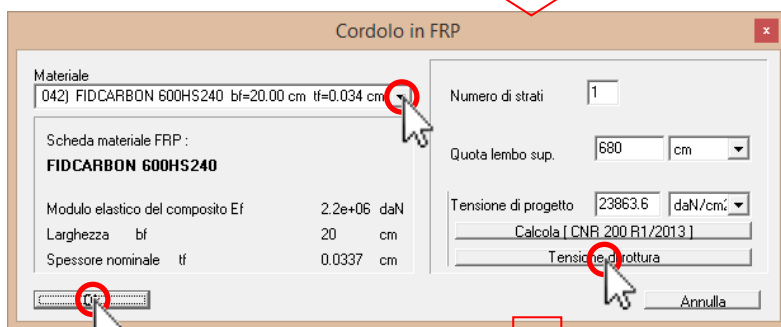 Cordolo in FRP
x
Materiale
042) FIDCARBON 600HS240 bf=20.00 cm tf=0.034 cm
Scheda materiale FRP :
FIDCARBON 600HS240
Modulo elastico del composito Ef 2.2e+06 daN
Larghezza bf 20 cm
Spessore nominale tf 0.0337 cm
Numero di strati 1
Quota lembo sup. 680 cm
Tensione di progetto 23863.6 daN/cm2
Calcola [ CNR 200 R1/2013 ]
Tensione di rottura
Annulla